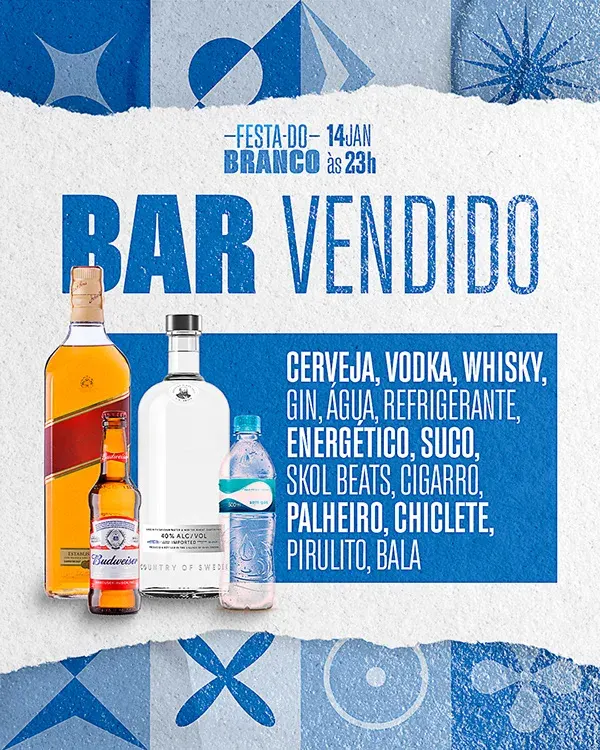 FESTA DO 14JAN
BRANCO às 23h
BAR VENDIDO
CERVEJA, VODKA, WHISKY,
GIN, ÁGUA, REFRIGERANTE,
ENERGÉTICO, SUCO,
SKOL BEATS, CIGARRO,
PALHEIRO, CHICLETE,
PIRULITO, BALA
Budweiser
Budweiser
40% ALC/VOL
IMPORTED
COUNTRY OF SWEDEN